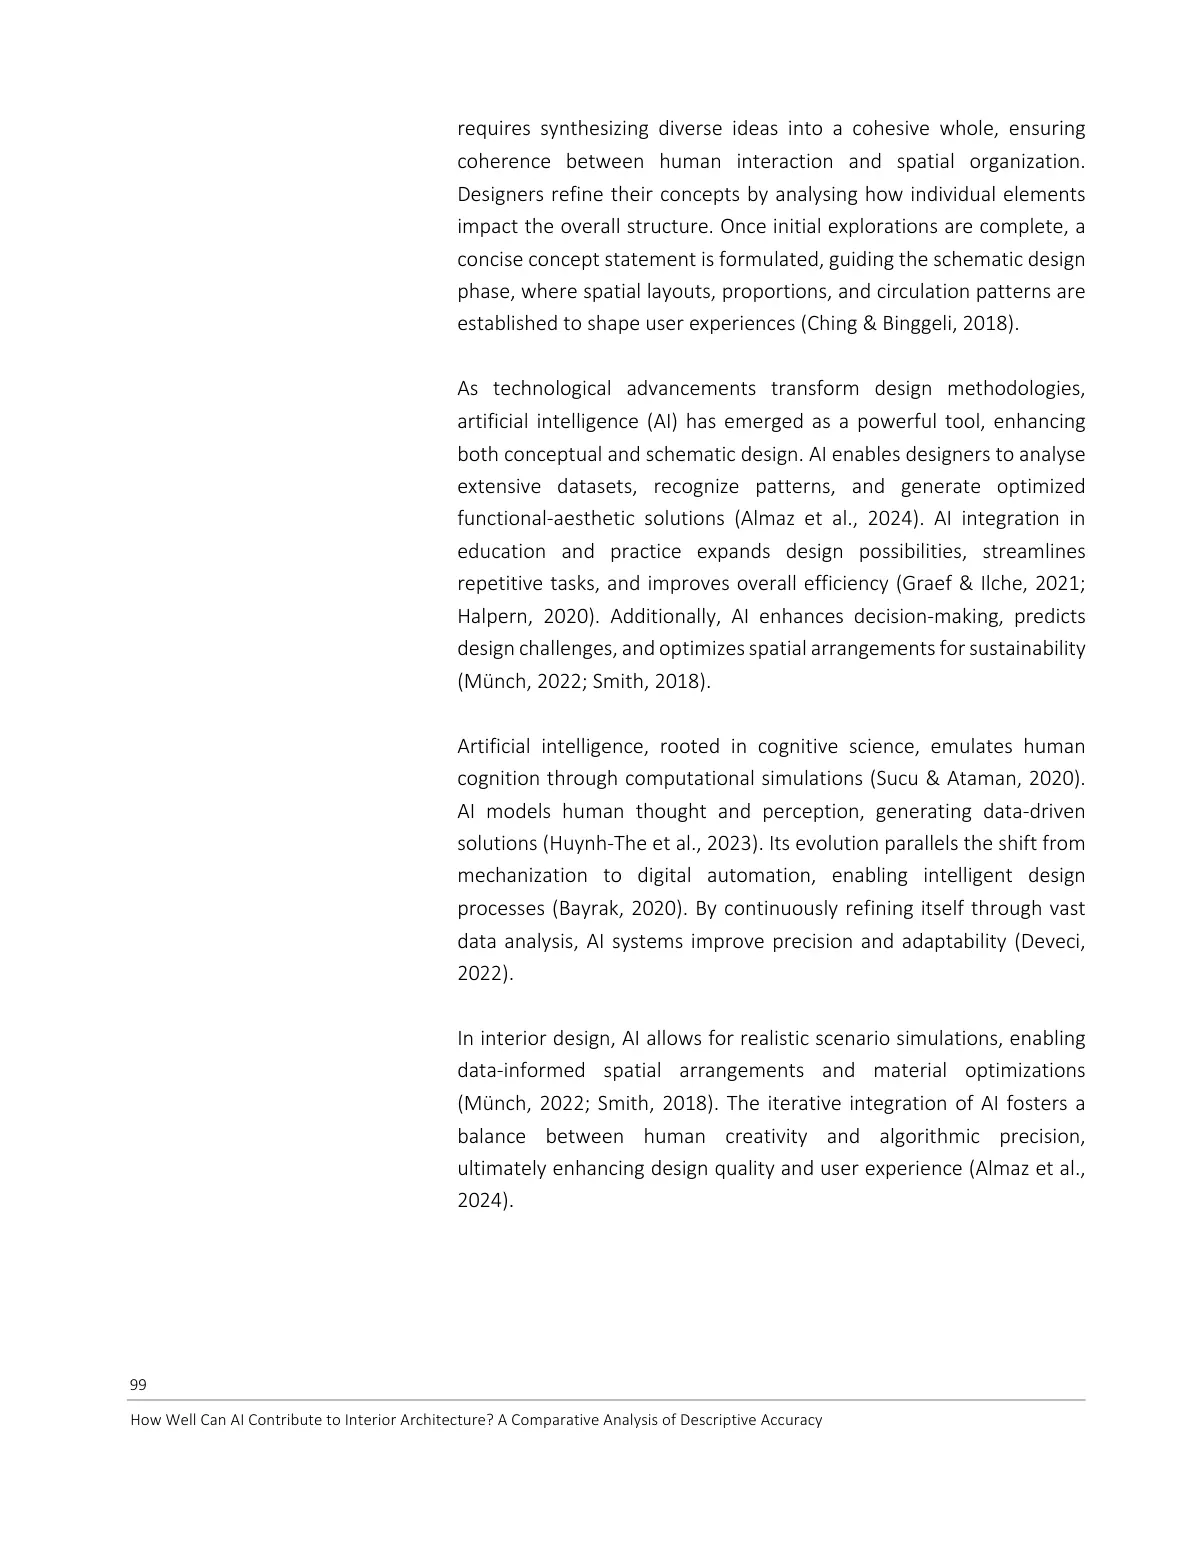 requires synthesizing diverse ideas into a cohesive whole, ensuring
coherence between human interaction and spatial organization.
Designers refine their concepts by analysing how individual elements
impact the overall structure. Once initial explorations are complete, a
concise concept statement is formulated, guiding the schematic design
phase, where spatial layouts, proportions, and circulation patterns are
established to shape user experiences (Ching & Binggeli, 2018).
As technological advancements transform design methodologies,
artificial intelligence (AI) has emerged as a powerful tool, enhancing
both conceptual and schematic design. AI enables designers to analyse
extensive datasets, recognize patterns, and generate optimized
functional-aesthetic solutions (Almaz et al., 2024). AI integration in
education and practice expands design possibilities, streamlines
repetitive tasks, and improves overall efficiency (Graef & Ilche, 2021;
Halpern, 2020). Additionally, AI enhances decision-making, predicts
design challenges, and optimizes spatial arrangements for sustainability
(Münch, 2022; Smith, 2018).
Artificial intelligence, rooted in cognitive science, emulates human
cognition through computational simulations (Sucu & Ataman, 2020).
AI models human thought and perception, generating data-driven
solutions (Huynh-The et al., 2023). Its evolution parallels the shift from
mechanization to digital automation, enabling intelligent design
processes (Bayrak, 2020). By continuously refining itself through vast
data analysis, AI systems improve precision and adaptability (Deveci,
2022).
In interior design, AI allows for realistic scenario simulations, enabling
data-informed spatial arrangements and material optimizations
(Münch, 2022; Smith, 2018). The iterative integration of AI fosters a
balance between human creativity and algorithmic precision,
ultimately enhancing design quality and user experience (Almaz et al.,
2024).
99
How Well Can AI Contribute to Interior Architecture? A Comparative Analysis of Descriptive Accuracy